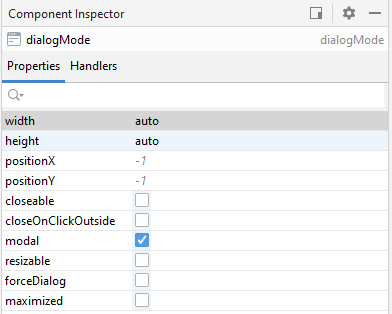 Component Inspector
dialogMode dialogMode
Properties Handlers
width auto
height auto
positionX -1
positionY -1
closeable
closeOnClickOutside
modal
resizable
forceDialog
maximized